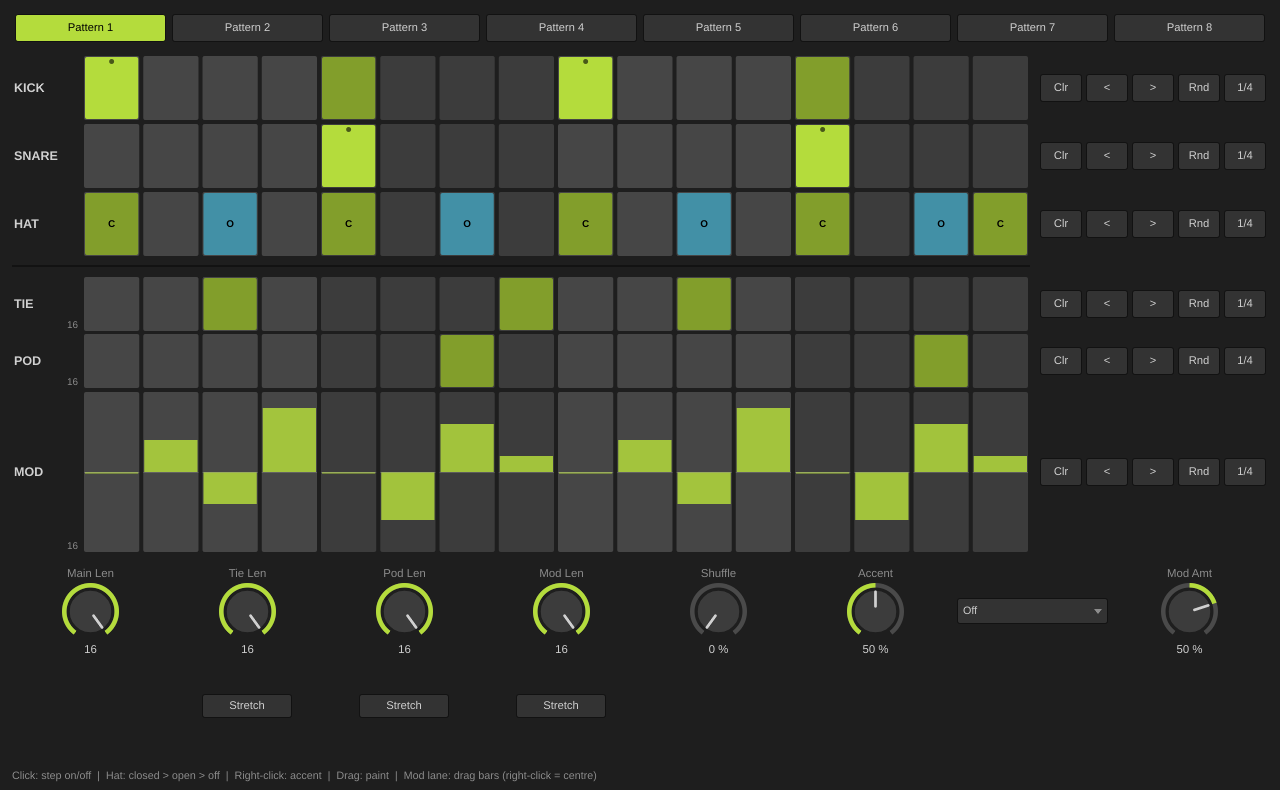 Pattern 1 Pattern 2 Pattern 3 Pattern 4 Pattern 5 Pattern 6 Pattern 7 Pattern 8
KICK Clr < > Rnd 1/4
SNARE Clr < > Rnd 1/4
HAT C O C O C O C O C Clr < > Rnd 1/4
TIE Clr < > Rnd 1/4
16
POD Clr < > Rnd 1/4
16
MOD Clr < > Rnd 1/4
16
Main Len Tie Len Pod Len Mod Len Shuffle Accent Mod Amt
Off
16 16 16 16 0 % 50 % 50 %
Stretch Stretch Stretch
Click: step on/off | Hat: closed > open > off | Right-click: accent | Drag: paint | Mod lane: drag bars (right-click = centre)